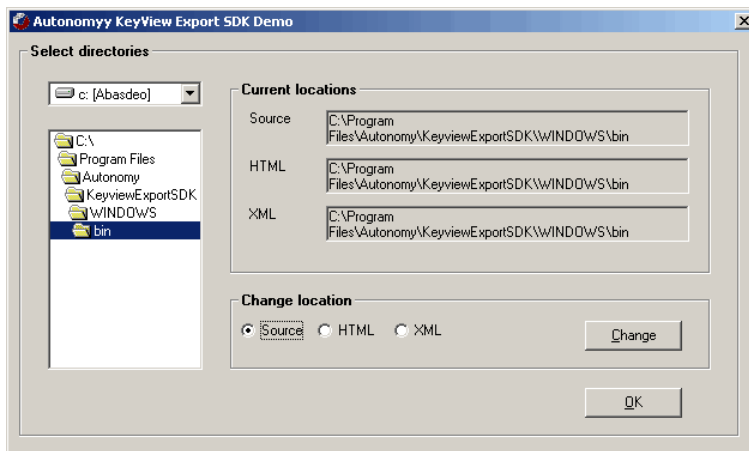 Autonomyy KeyView Export SDK Demo
Select directories
c: [Abasdeo]
C:\
Program Files
Autonomy
KeyviewExportSDK
WINDOWS
bin
Current locations
Source
C:\Program
Files\Autonomy\KeyviewExportSDK\WINDOWS\bin
HTML
C:\Program
Files\Autonomy\KeyviewExportSDK\WINDOWS\bin
XML
C:\Program
Files\Autonomy\KeyviewExportSDK\WINDOWS\bin
Change location
Source HTML XML
Change
OK